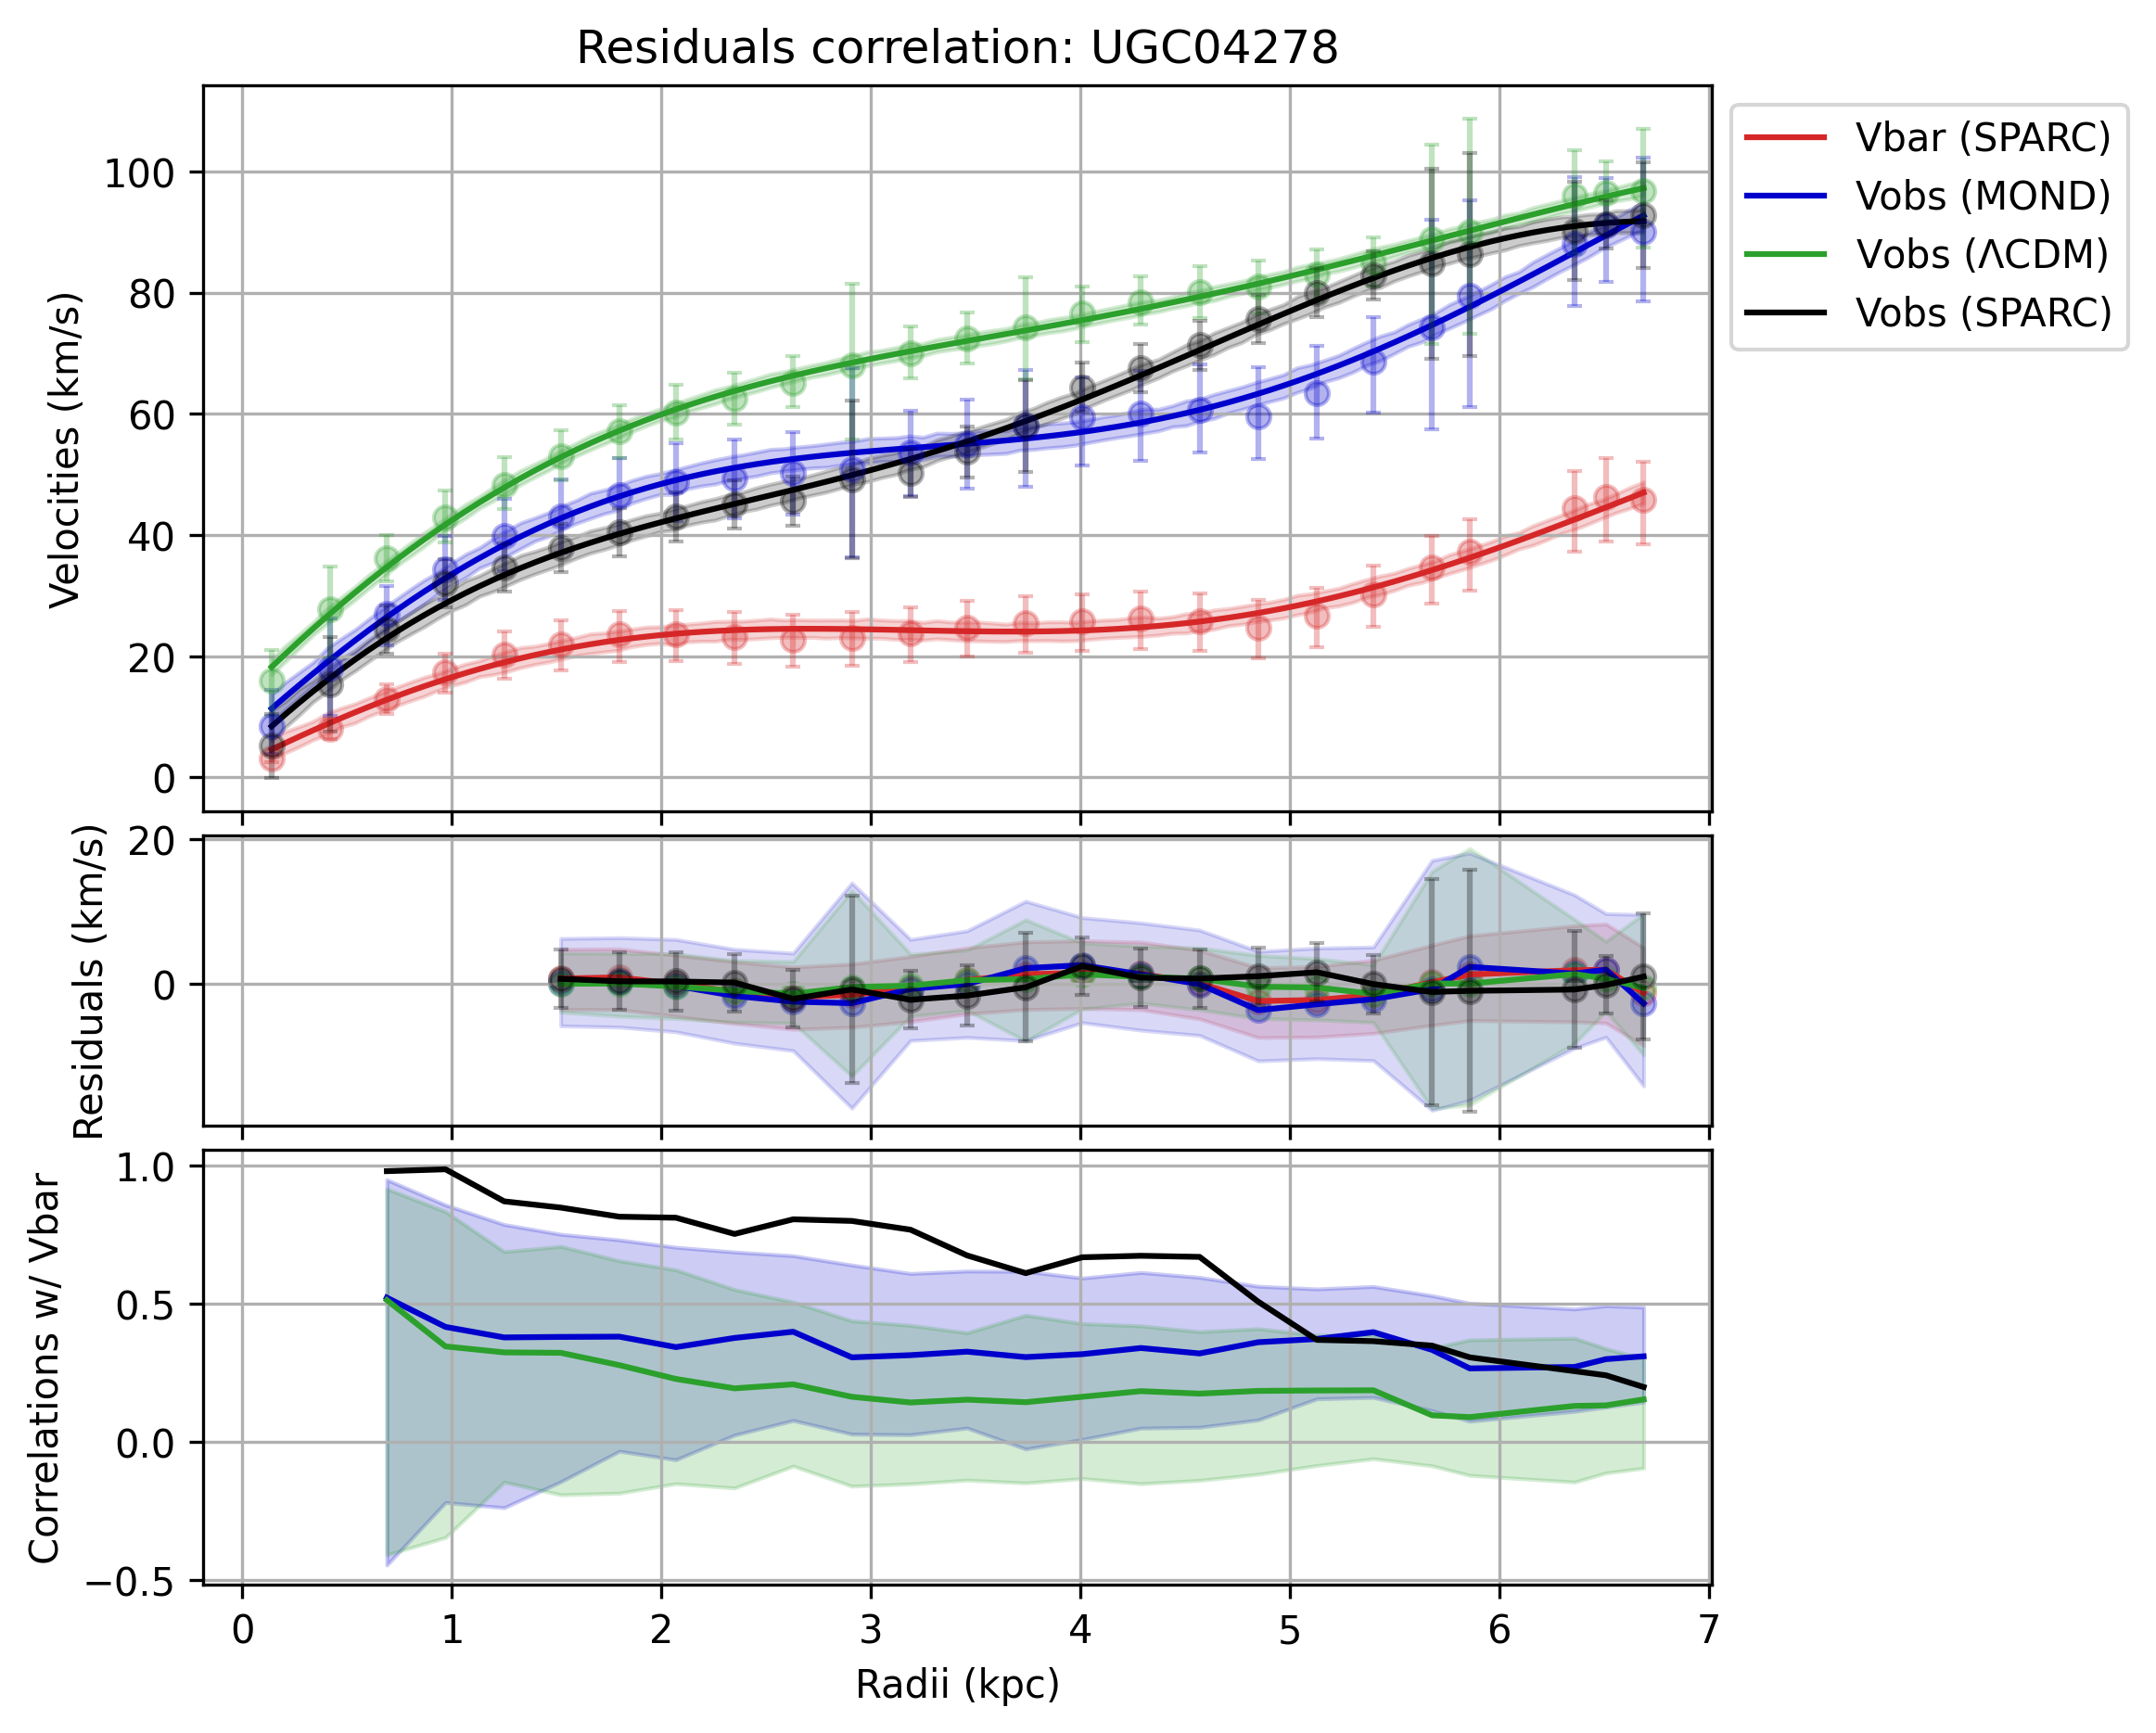 Residuals correlation: UGC04278
Velocities (km/s)
100
80
60
40
20
0
Vbar (SPARC)
Vobs (MOND)
Vobs (ΛCDM)
Vobs (SPARC)
Residuals (km/s)
20
0
Correlations w/ Vbar
1.0
0.5
0.0
−0.5
0 1 2 3 4 5 6 7
Radii (kpc)